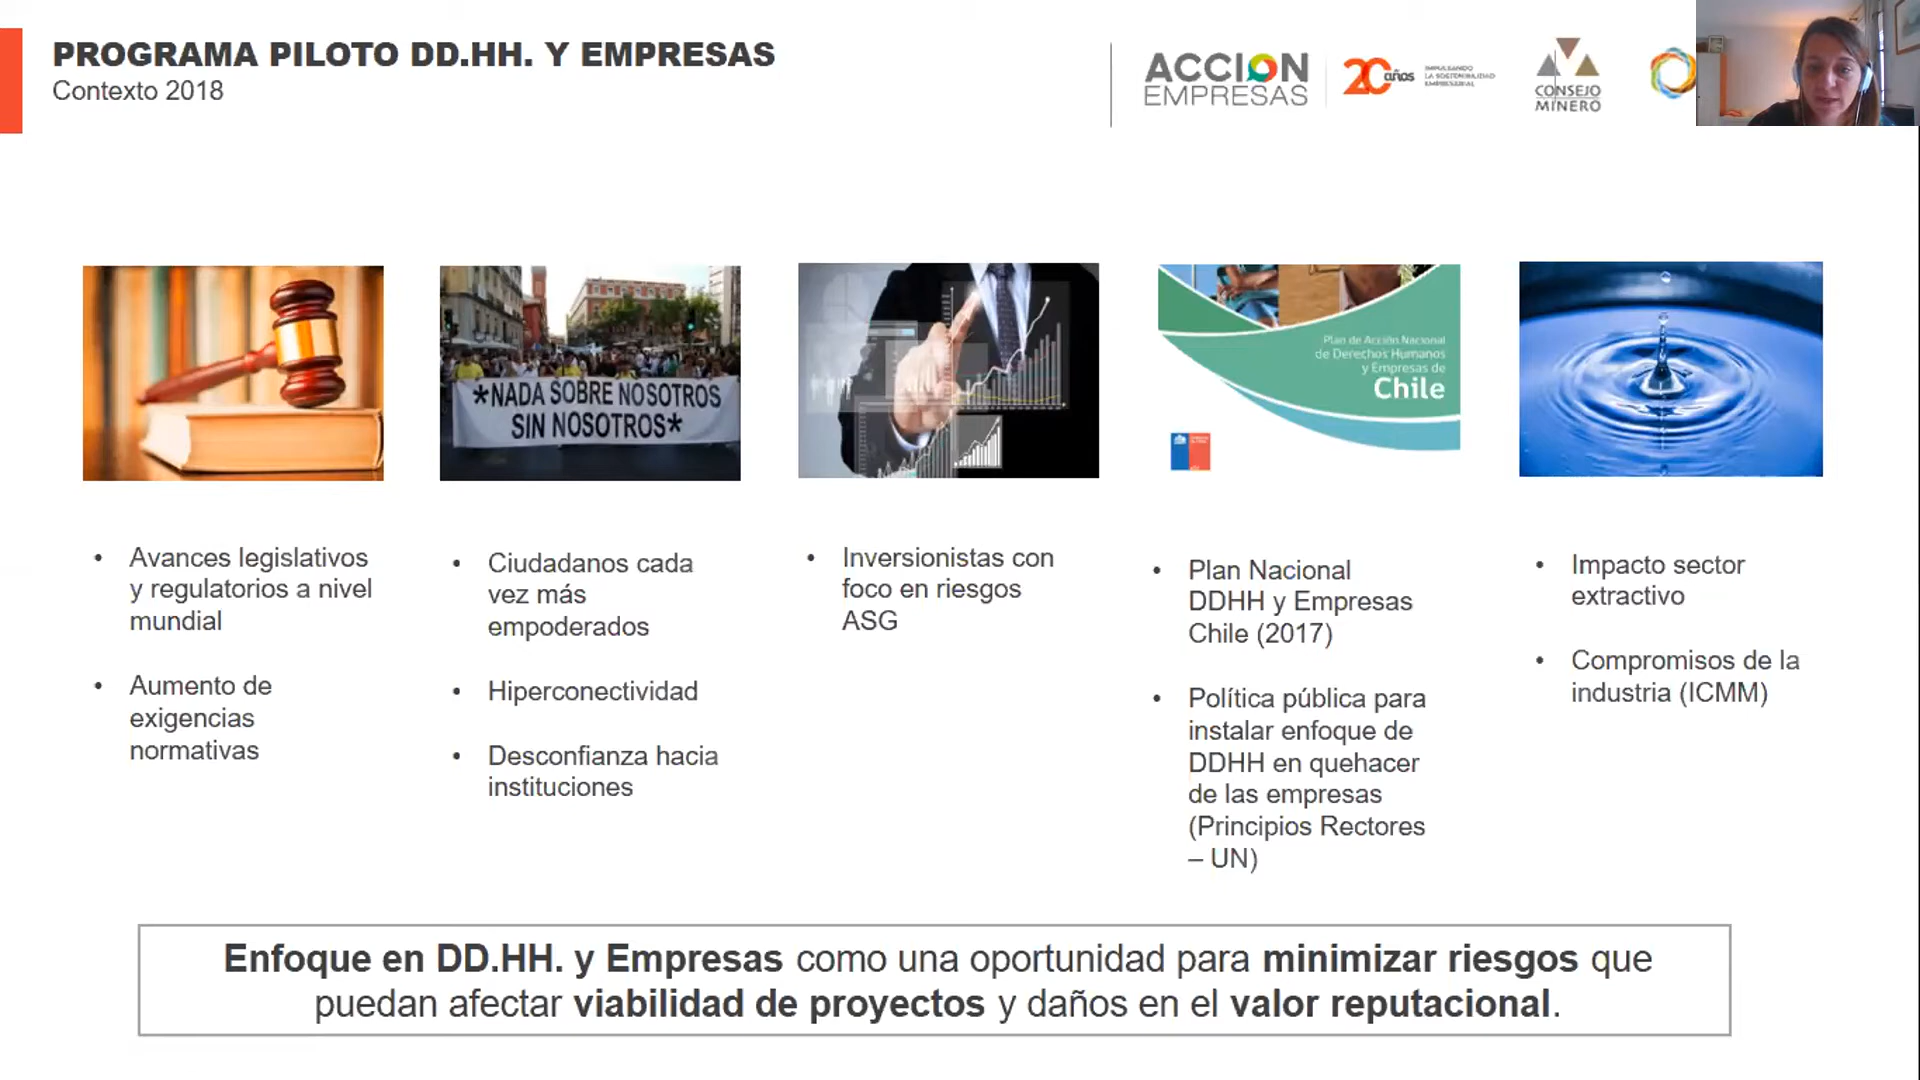 PROGRAMA PILOTO DD.HH. Y EMPRESAS
Contexto 2018
ACCION
EMPRESAS
20 años
IMPULSANDO
LA SOSTENIBILIDAD
EMPRESARIAL
CONSEJO
MINERO
*NADA SOBRE NOSOTROS
SIN NOSOTROS*
Plan de Acción Nacional
de Derechos Humanos
y Empresas de
Chile
• Avances legislativos
y regulatorios a nivel
mundial
• Aumento de
exigencias
normativas
• Ciudadanos cada
vez más
empoderados
• Hiperconectividad
• Desconfianza hacia
instituciones
• Inversionistas con
foco en riesgos
ASG
• Plan Nacional
DDHH y Empresas
Chile (2017)
• Política pública para
instalar enfoque de
DDHH en quehacer
de las empresas
(Principios Rectores
– UN)
• Impacto sector
extractivo
• Compromisos de la
industria (ICMM)
Enfoque en DD.HH. y Empresas como una oportunidad para minimizar riesgos que
puedan afectar viabilidad de proyectos y daños en el valor reputacional.